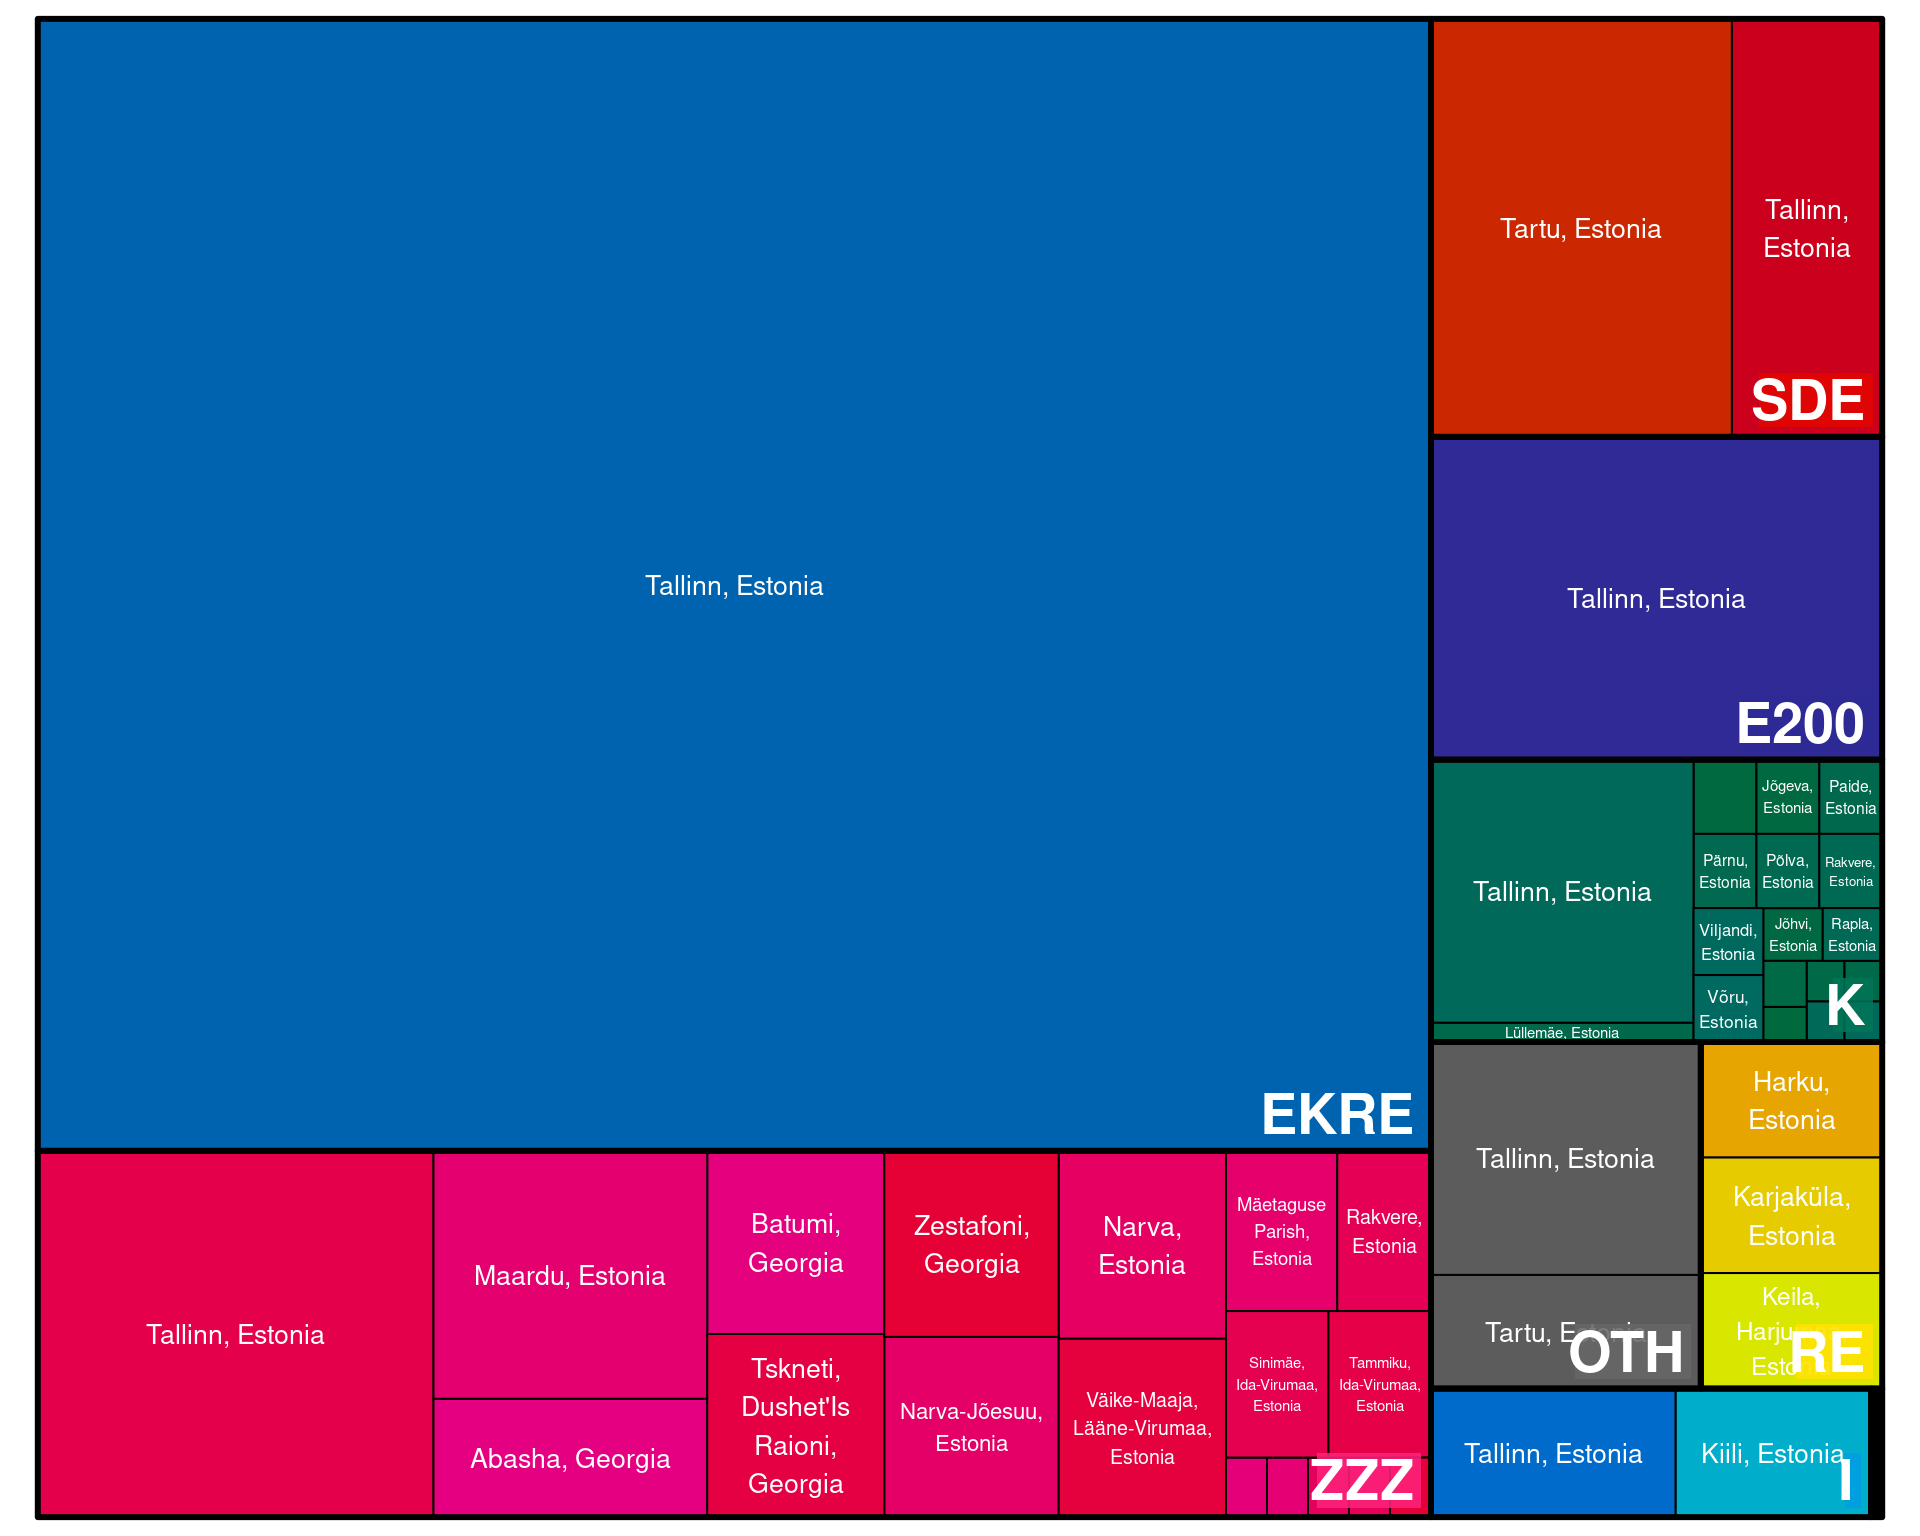 Tallinn, Estonia
EKRE
Tartu, Estonia
Tallinn,
Estonia
SDE
Tallinn, Estonia
E200
Tallinn, Estonia
Jõgeva,
Estonia
Paide,
Estonia
Pärnu,
Estonia
Põlva,
Estonia
Rakvere,
Estonia
Viljandi,
Estonia
Jõhvi,
Estonia
Rapla,
Estonia
Võru,
Estonia
Lüllemäe, Estonia
K
Tallinn, Estonia
Tartu, Estonia
OTH
Harku,
Estonia
Karjaküla,
Estonia
Keila,
RE
Tallinn, Estonia
Kiili, Estonia
I
Tallinn, Estonia
Maardu, Estonia
Abasha, Georgia
Batumi,
Georgia
Tskneti,
Dushet'Is
Raioni,
Georgia
Zestafoni,
Georgia
Narva-Jõesuu,
Estonia
Narva,
Estonia
Väike-Maaja,
Lääne-Virumaa,
Estonia
Mäetaguse
Parish,
Estonia
Rakvere,
Estonia
Sinimäe,
Ida-Virumaa,
Estonia
Tammiku,
Ida-Virumaa,
Estonia
ZZZ